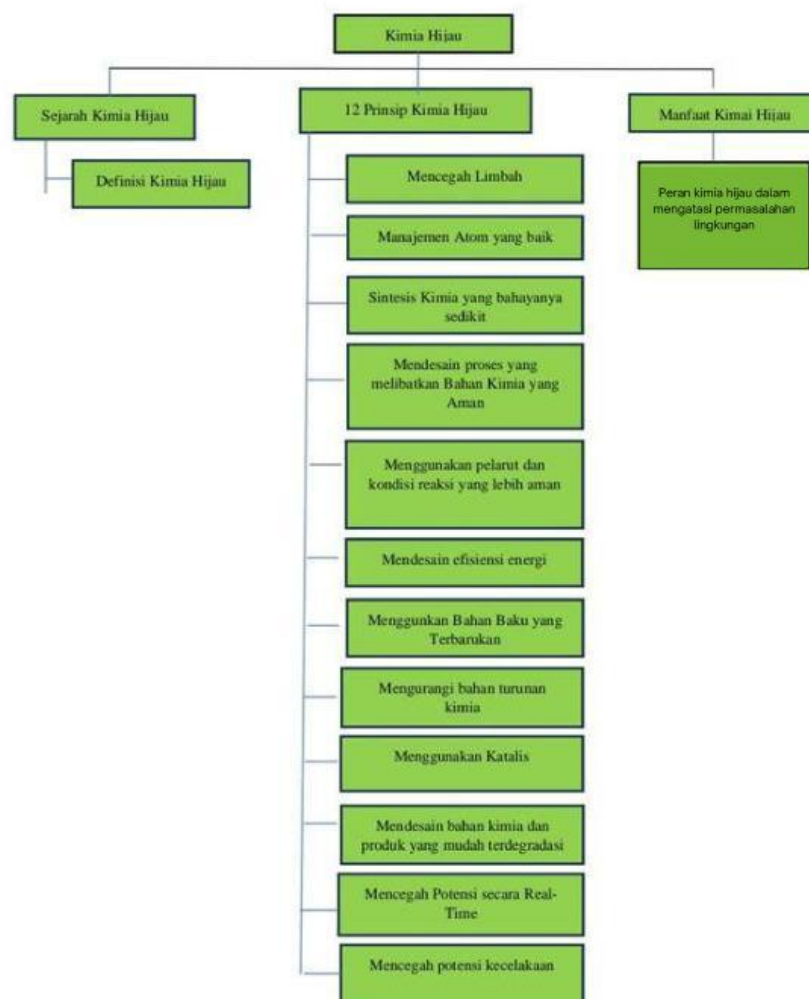 Kimia Hijau
Sejarah Kimia Hijau
Definisi Kimia Hijau
12 Prinsip Kimia Hijau
Mencegah Limbah
Manajemen Atom yang baik
Sintesis Kimia yang bahayanya
sedikit
Mendesain proses yang
melibatkan Bahan Kimia yang
Aman
Menggunakan pelarut dan
kondisi reaksi yang lebih aman
Mendesain efisiensi energi
Menggunkan Bahan Baku yang
Terbarukan
Mengurangi bahan turunan
kimia
Menggunakan Katalis
Mendesain bahan kimia dan
produk yang mudah terdegradasi
Mencegah Potensi secara Real-
Time
Mencegah potensi kecelakaan
Manfaat Kimai Hijau
Peran kimia hijau dalam
mengatasi permasalahan
lingkungan